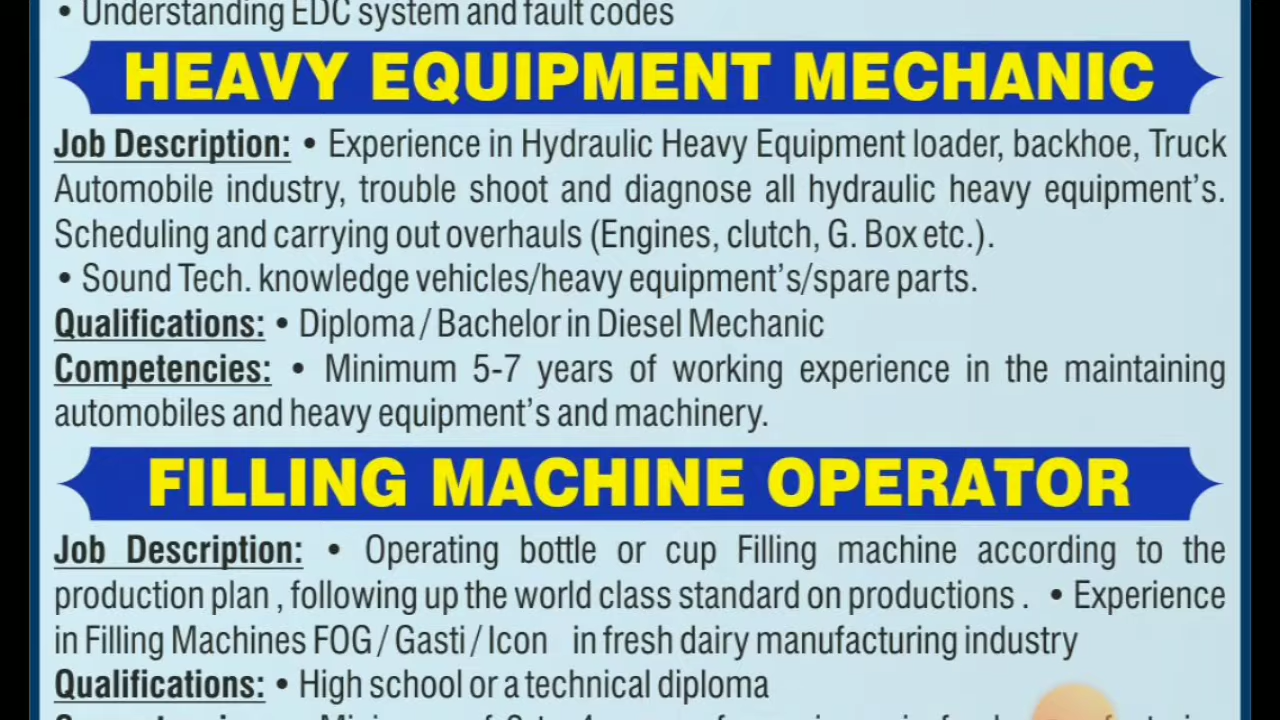 • Understanding EDC system and fault codes
HEAVY EQUIPMENT MECHANIC
Job Description: • Experience in Hydraulic Heavy Equipment loader, backhoe, Truck
Automobile industry, trouble shoot and diagnose all hydraulic heavy equipment's.
Scheduling and carrying out overhauls (Engines, clutch, G. Box etc.).
• Sound Tech. knowledge vehicles/heavy equipment's/spare parts.
Qualifications: • Diploma / Bachelor in Diesel Mechanic
Competencies: • Minimum 5-7 years of working experience in the maintaining
automobiles and heavy equipment's and machinery.
FILLING MACHINE OPERATOR
Job Description: • Operating bottle or cup Filling machine according to the
production plan , following up the world class standard on productions . • Experience
in Filling Machines FOG / Gasti / Icon in fresh dairy manufacturing industry
Qualifications: • High school or a technical diploma